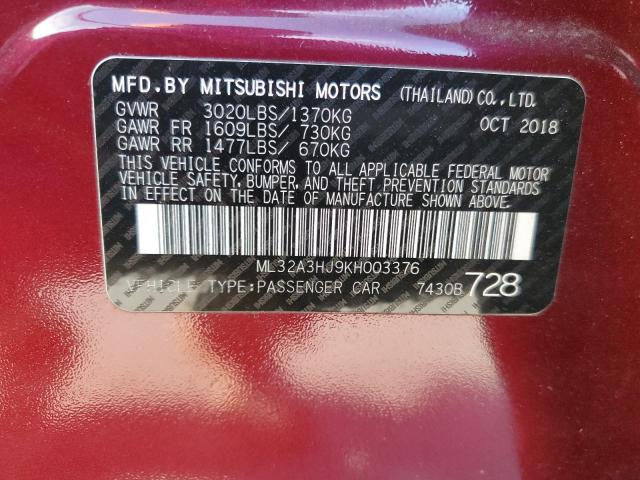 MFD.BY MITSUBISHI MOTORS (THAILAND)CO.,LTD.
GVWR 3020LBS/1370KG OCT 2018
GAWR FR 1609LBS/ 730KG
GAWR RR 1477LBS/ 670KG
THIS VEHICLE CONFORMS TO ALL APPLICABLE FEDERAL MOTOR
VEHICLE SAFETY, BUMPER, AND THEFT PREVENTION STANDARDS
IN EFFECT ON THE DATE OF MANUFACTURE SHOWN ABOVE.
ML32A3HJ9KH003376
VEHICLE TYPE:PASSENGER CAR 7430B 728